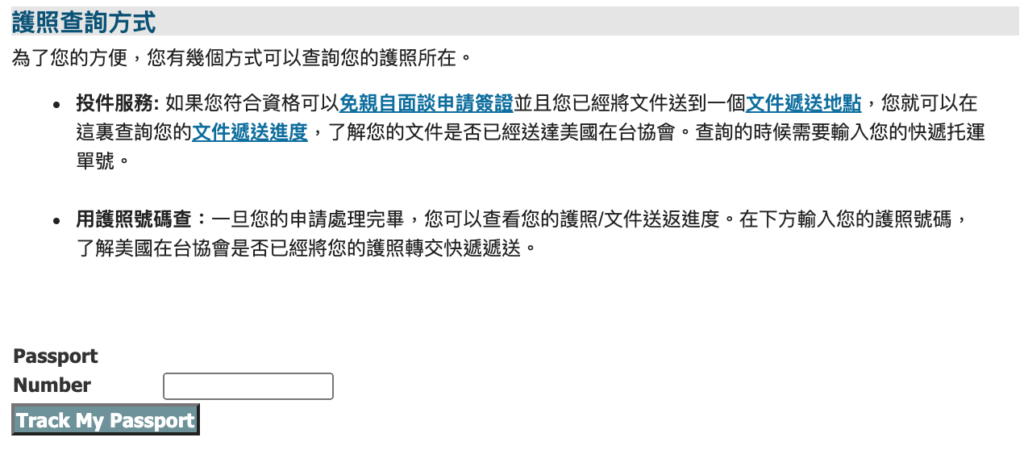 護照查詢方式
為了您的方便，您有幾個方式可以查詢您的護照所在。
• 投件服務: 如果您符合資格可以免親自面談申請簽證並且您已經將文件送到一個文件遞送地點，您就可以在
這裏查詢您的文件遞送進度，了解您的文件是否已經送達美國在台協會。查詢的時候需要輸入您的快遞托運
單號。
• 用護照號碼查：一旦您的申請處理完畢，您可以查看您的護照/文件送返進度。在下方輸入您的護照號碼，
了解美國在台協會是否已經將您的護照轉交快遞遞送。
Passport
Number
Track My Passport